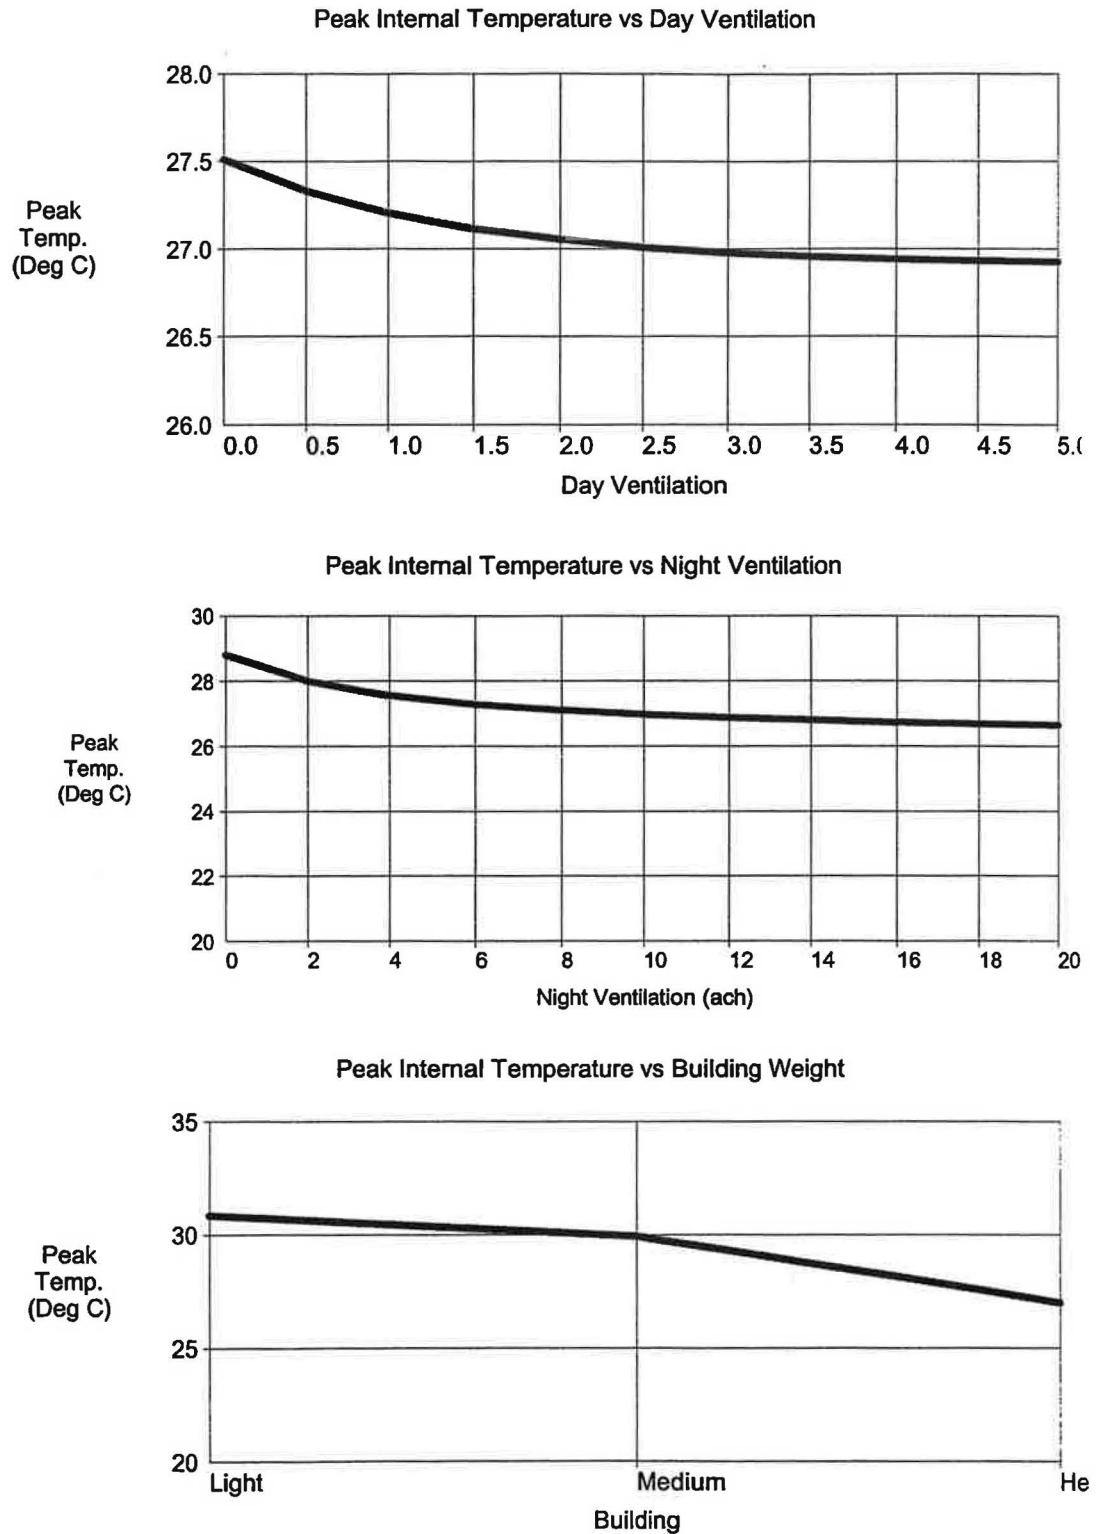 Peak Internal Temperature vs Day Ventilation
28.0
27.5
27.0
26.5
26.0
Peak
Temp.
(Deg C)
0.0 0.5 1.0 1.5 2.0 2.5 3.0 3.5 4.0 4.5 5.0
Day Ventilation
Peak Internal Temperature vs Night Ventilation
30
28
26
24
22
20
Peak
Temp.
(Deg C)
0 2 4 6 8 10 12 14 16 18 20
Night Ventilation (ach)
Peak Internal Temperature vs Building Weight
35
30
25
20
Peak
Temp.
(Deg C)
Light Medium He
Building